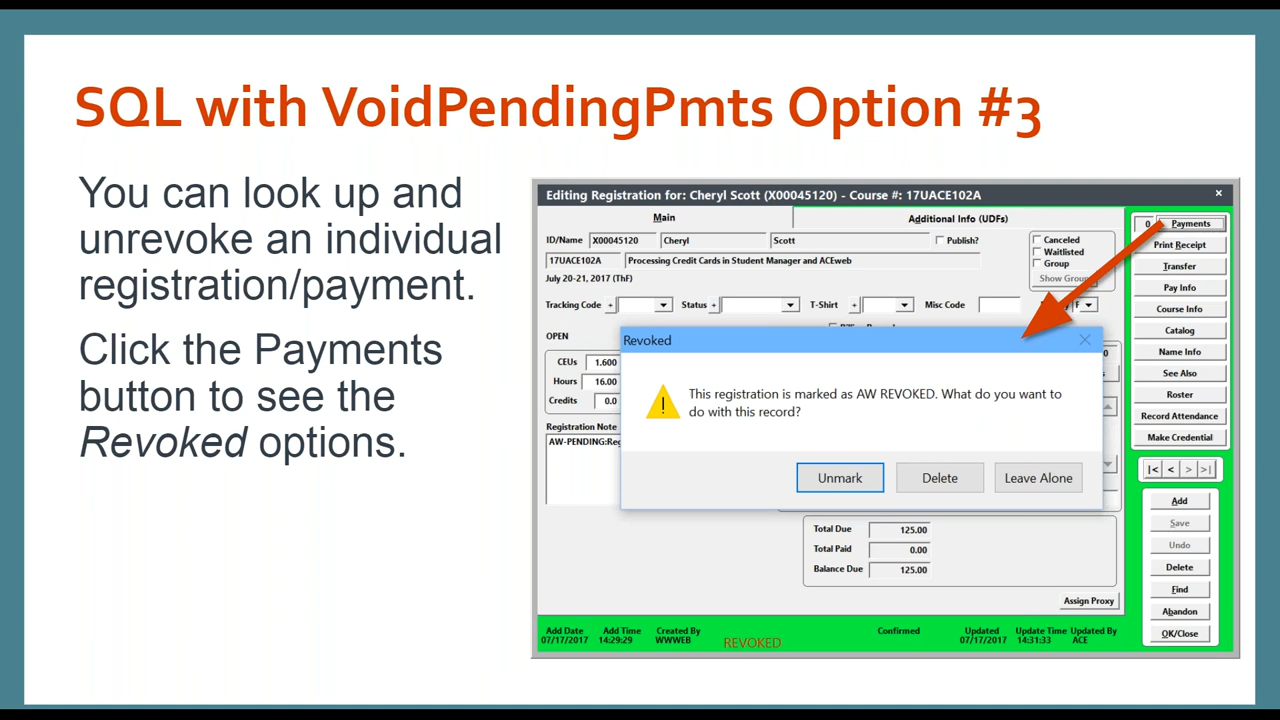 SQL with VoidPendingPmts Option #3
You can look up and
unrevoke an individual
registration/payment.
Click the Payments
button to see the
Revoked options.
Editing Registration for: Cheryl Scott (X00045120) - Course #: 17UACE102A
Main
Additional Info (UDFs)
ID/Name X00045120 Cheryl Scott Publish?
17UACE102A Processing Credit Cards in Student Manager and ACEweb
July 20-21, 2017 (ThF)
Canceled
Waitlisted
Group
Show Group
Tracking Code + Status + T-Shirt + Misc Code
OPEN
CEUs 1.600
Hours 16.00
Credits 0.0
Registration Note
AW-PENDING:Reg
Revoked
This registration is marked as AW REVOKED. What do you want to
do with this record?
Unmark Delete Leave Alone
Total Due 125.00
Total Paid 0.00
Balance Due 125.00
Assign Proxy
0 Payments
Print Receipt
Transfer
Pay Info
Course Info
Catalog
Name Info
See Also
Roster
Record Attendance
Make Credential
|< < > >|
Add
Save
Undo
Delete
Find
Abandon
OK/Close
Add Date Add Time Created By Confirmed Updated Update Time Updated By
07/17/2017 14:29:29 WWWEB REVOKED 07/17/2017 14:31:33 ACE